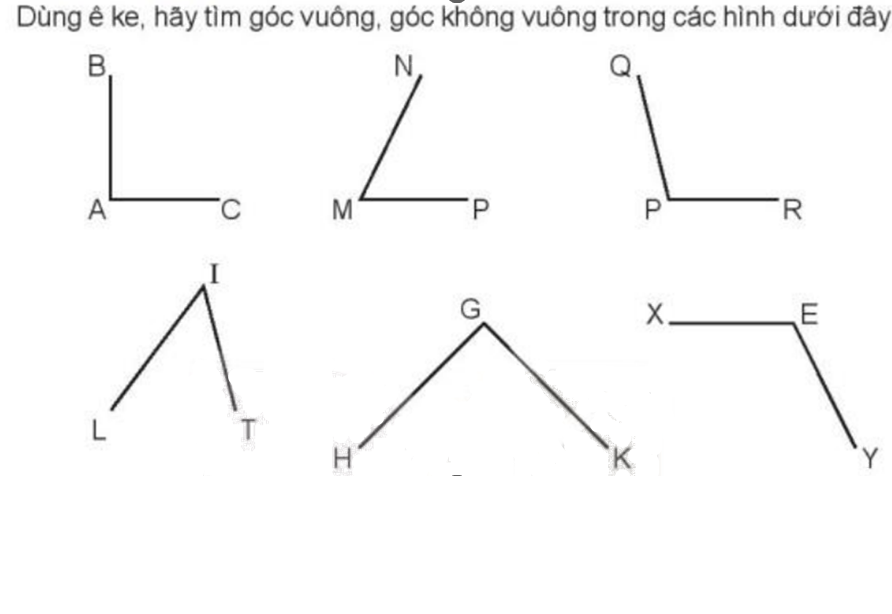 Dùng ê ke, hãy tìm góc vuông, góc không vuông trong các hình dưới đây
B N Q
A C M P P R
I
G X E
L T
H K Y